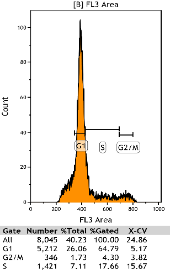 [B] FL3 Area
100
80
60
40
20
0
Count
G1
S
G2/M
0 200 400 600 800 1000
FL3 Area
Gate Number %Total %Gated X-CV
All 8,045 40.23 100.00 24.86
G1 5,212 26.06 64.79 5.17
G2/M 346 1.73 4.30 3.82
S 1,421 7.11 17.66 15.67